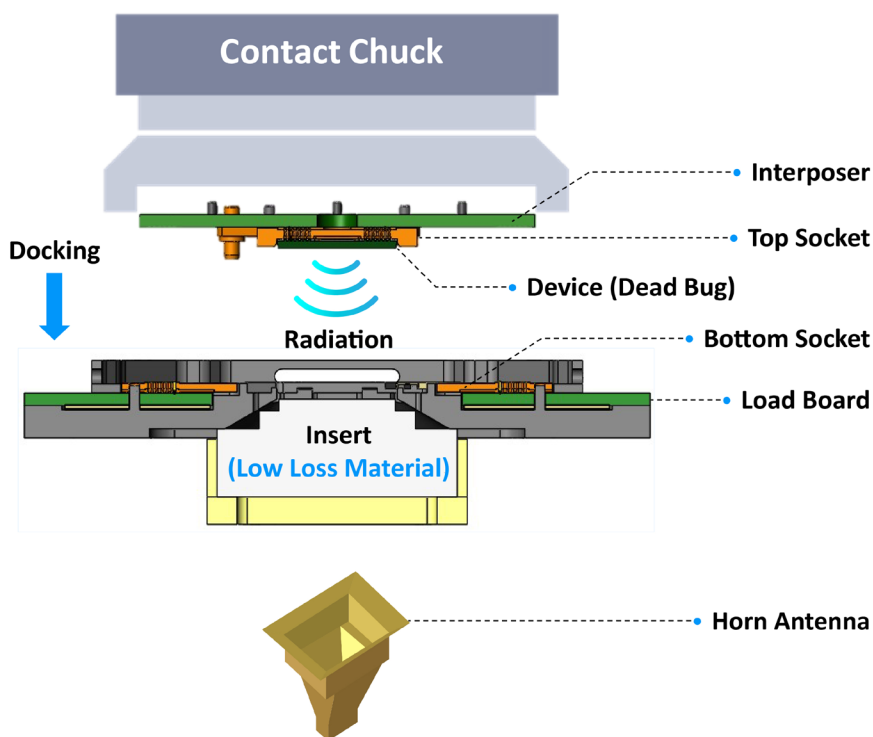 Contact Chuck
Interposer
Top Socket
Docking
Device (Dead Bug)
Radiation
Bottom Socket
Load Board
Insert
(Low Loss Material)
Horn Antenna